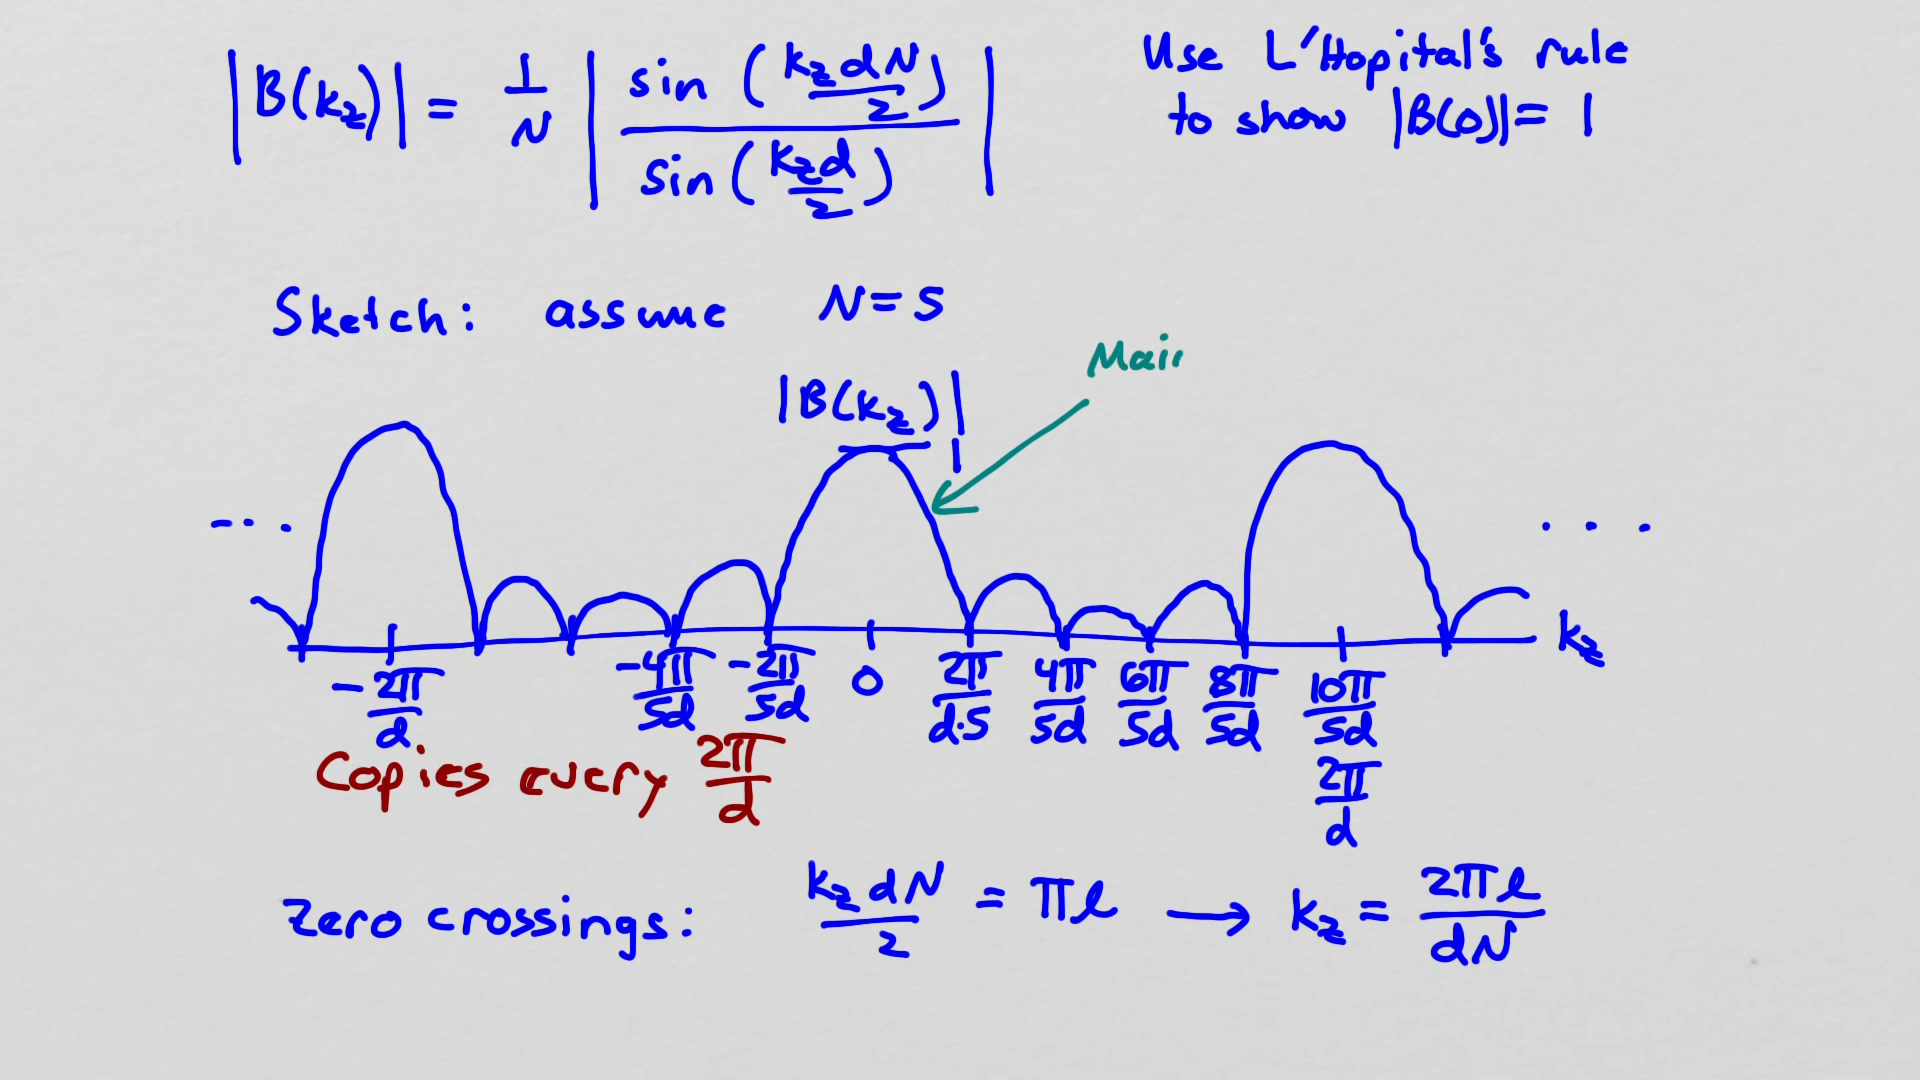 |B(k_z)| = 1/N | sin (k_z dN / 2) / sin (k_z d / 2) |
Use L'Hopital's rule
to show |B(0)| = 1
Sketch: assume N=5
Mai
|B(k_z)|
1
... ....
k_z
-2π/d -4π/5d -2π/5d 0 2π/d·5 4π/5d 6π/5d 8π/5d 10π/5d
2π/d
Copies every 2π/d
Zero crossings: k_z dN / 2 = πl → k_z = 2πl / dN